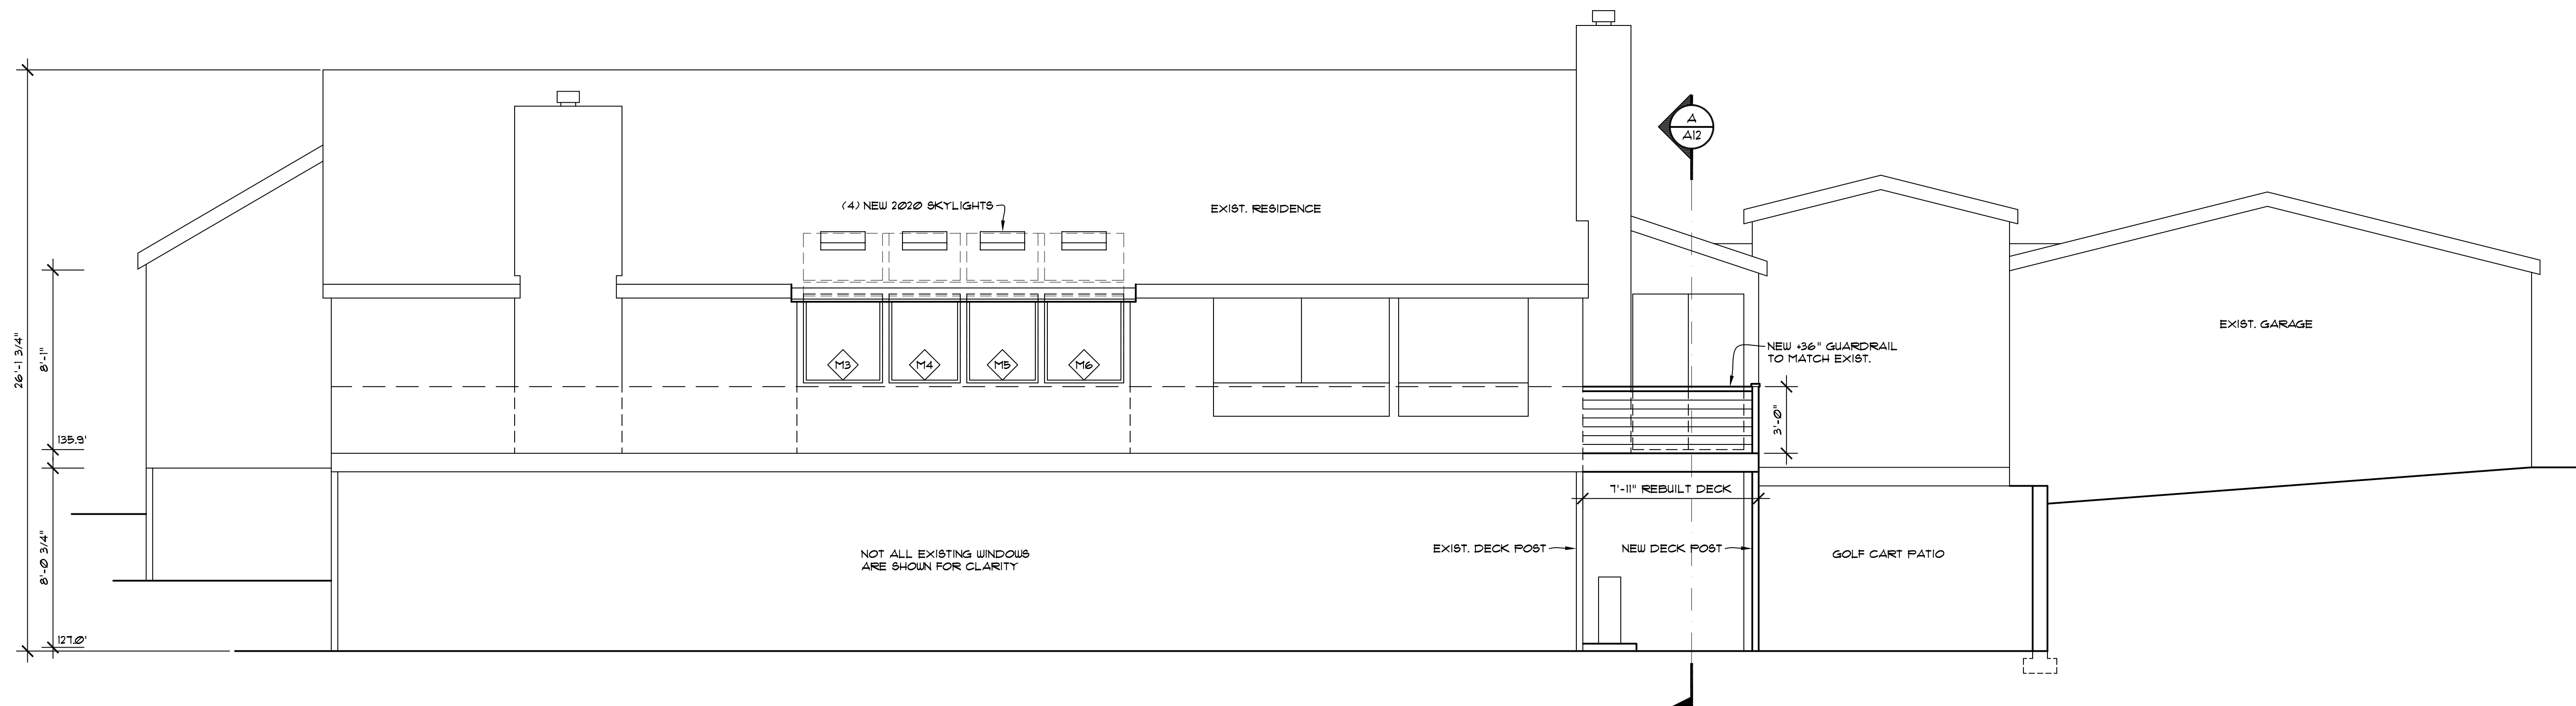 A
A12
(4) NEW 2020 SKYLIGHTS
EXIST. RESIDENCE
EXIST. GARAGE
26'-1 3/4"
8'-1"
M3
M4
M5
M6
NEW +36" GUARDRAIL
TO MATCH EXIST.
3'-0"
135.9'
7'-11" REBUILT DECK
8'-0 3/4"
NOT ALL EXISTING WINDOWS
ARE SHOWN FOR CLARITY
EXIST. DECK POST
NEW DECK POST
GOLF CART PATIO
127.0'